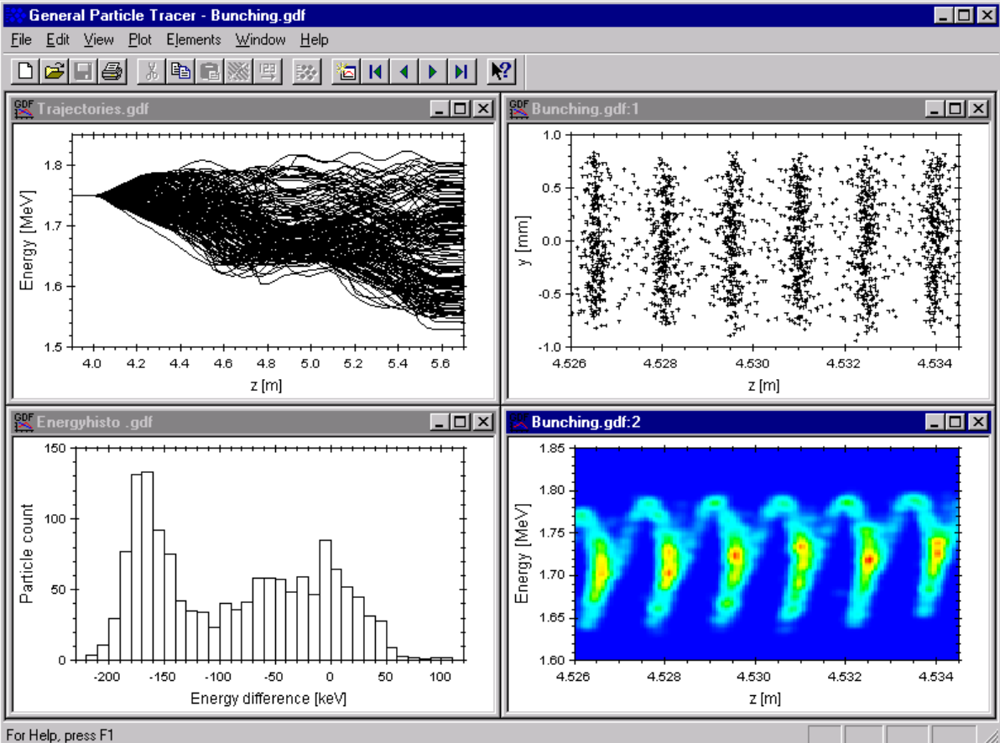 General Particle Tracer - Bunching.gdf
File Edit View Plot Elements Window Help
GDF Trajectories.gdf
1.8
1.7
1.6
1.5
Energy [MeV]
4.0 4.2 4.4 4.6 4.8 5.0 5.2 5.4 5.6
z [m]
GDF Bunching.gdf:1
1.0
0.5
0.0
-0.5
-1.0
y [mm]
4.526 4.528 4.530 4.532 4.534
z [m]
GDF Energyhisto .gdf
150
100
50
0
Particle count
-200 -150 -100 -50 0 50 100
Energy difference [keV]
GDF Bunching.gdf:2
1.85
1.80
1.75
1.70
1.65
1.60
Energy [MeV]
4.526 4.528 4.530 4.532 4.534
z [m]
For Help, press F1